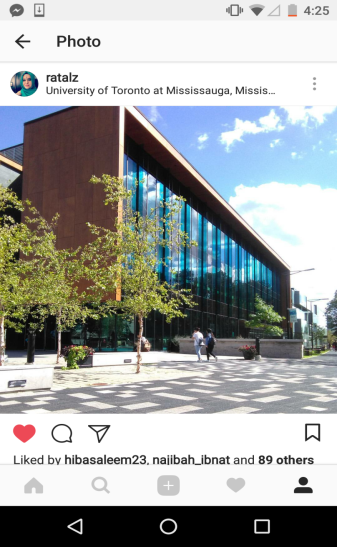 4:25
Photo
ratalz
University of Toronto at Mississauga, Missis...
Liked by hibasaleem23, najibah_ibnat and 89 others